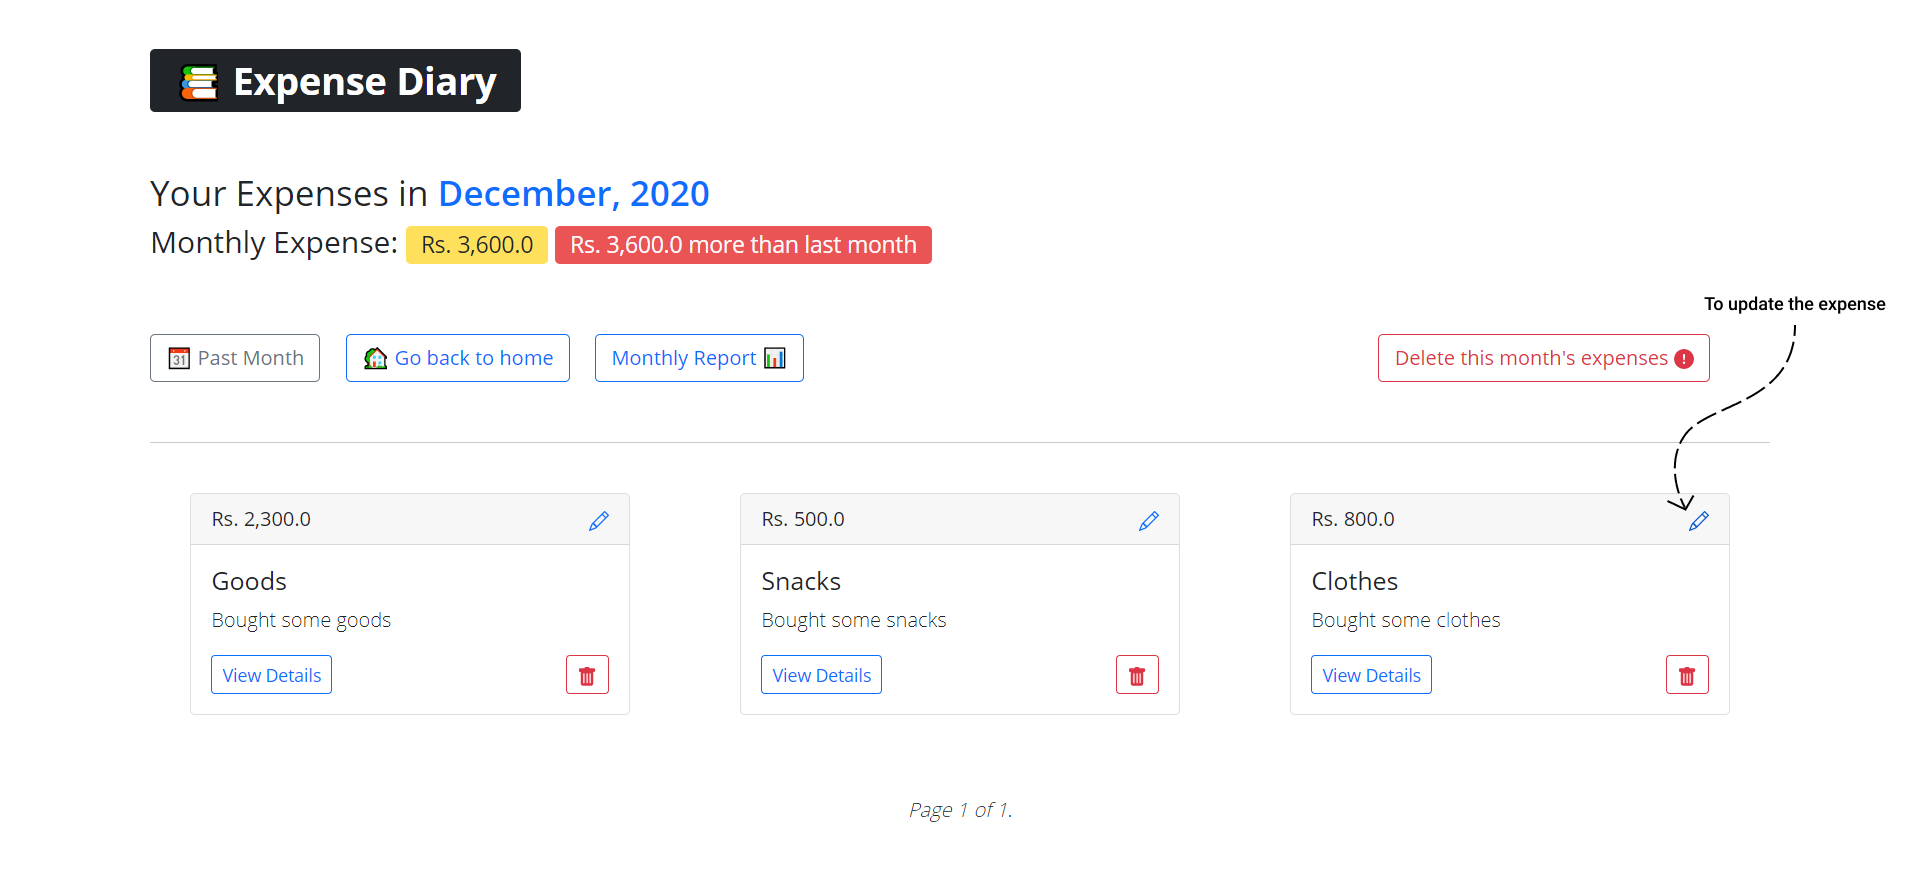 Expense Diary
Your Expenses in December, 2020
Monthly Expense: Rs. 3,600.0 Rs. 3,600.0 more than last month
To update the expense
31 Past Month Go back to home Monthly Report Delete this month's expenses !
Rs. 2,300.0
Goods
Bought some goods
View Details
Rs. 500.0
Snacks
Bought some snacks
View Details
Rs. 800.0
Clothes
Bought some clothes
View Details
Page 1 of 1.